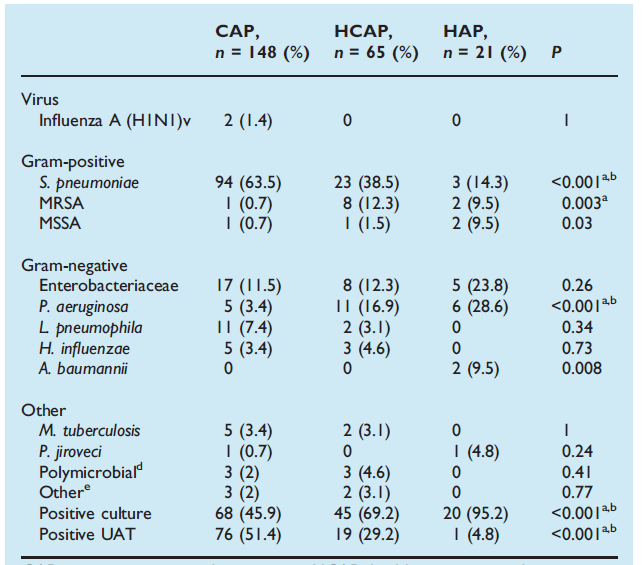 CAP, HCAP, HAP,
n = 148 (%) n = 65 (%) n = 21 (%) P
Virus
Influenza A (H1N1)v 2 (1.4) 0 0 1
Gram-positive
S. pneumoniae 94 (63.5) 23 (38.5) 3 (14.3) <0.001a,b
MRSA 1 (0.7) 8 (12.3) 2 (9.5) 0.003a
MSSA 1 (0.7) 1 (1.5) 2 (9.5) 0.03
Gram-negative
Enterobacteriaceae 17 (11.5) 8 (12.3) 5 (23.8) 0.26
P. aeruginosa 5 (3.4) 11 (16.9) 6 (28.6) <0.001a,b
L. pneumophila 11 (7.4) 2 (3.1) 0 0.34
H. influenzae 5 (3.4) 3 (4.6) 0 0.73
A. baumannii 0 0 2 (9.5) 0.008
Other
M. tuberculosis 5 (3.4) 2 (3.1) 0 1
P. jiroveci 1 (0.7) 0 1 (4.8) 0.24
Polymicrobiald 3 (2) 3 (4.6) 0 0.41
Othere 3 (2) 2 (3.1) 0 0.77
Positive culture 68 (45.9) 45 (69.2) 20 (95.2) <0.001a,b
Positive UAT 76 (51.4) 19 (29.2) 1 (4.8) <0.001a,b